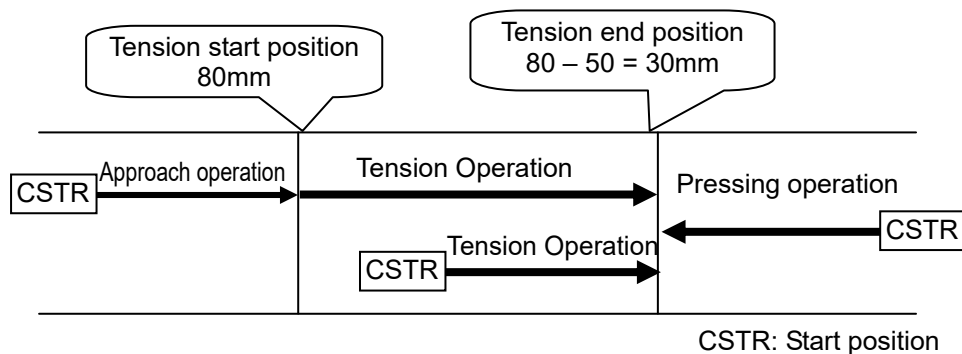 Tension start position
80mm
Tension end position
80 – 50 = 30mm
CSTR
Approach operation
Tension Operation
Pressing operation
CSTR
CSTR
Tension Operation
CSTR: Start position